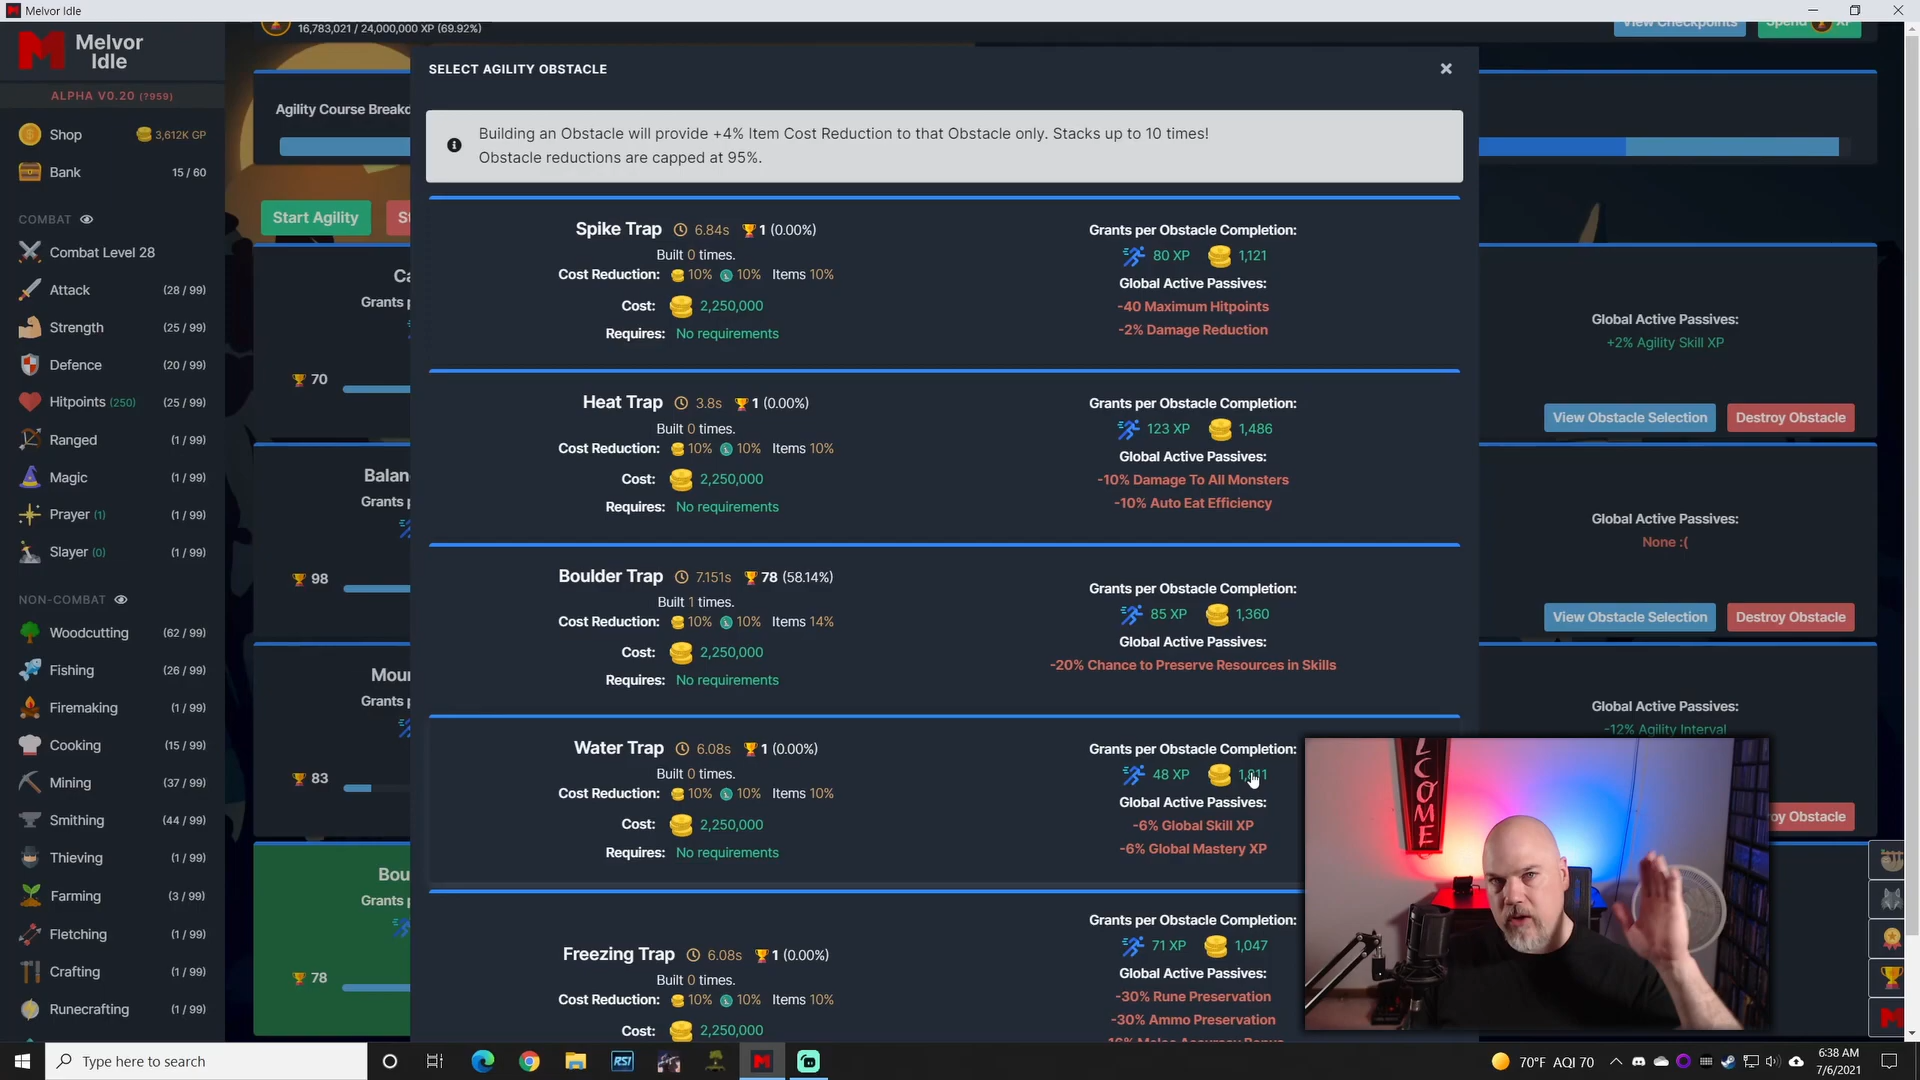 Melvor Idle
Melvor
Idle
ALPHA V0.20 (?959)
Shop 3,612K GP
Bank 15 / 60
COMBAT
Combat Level 28
Attack (28 / 99)
Strength (25 / 99)
Defence (20 / 99)
Hitpoints (250) (25 / 99)
Ranged (1 / 99)
Magic (1 / 99)
Prayer (1) (1 / 99)
Slayer (0) (1 / 99)
NON-COMBAT
Woodcutting (62 / 99)
Fishing (26 / 99)
Firemaking (1 / 99)
Cooking (15 / 99)
Mining (37 / 99)
Smithing (44 / 99)
Thieving (1 / 99)
Farming (3 / 99)
Fletching (1 / 99)
Crafting (1 / 99)
Runecrafting (1 / 99)
16,783,021 / 24,000,000 XP (69.92%)
View Checkpoints
Spend XP
Agility Course Breakd
Start Agility
St
Ca
Grants
70
Balan
Grants p
98
Mour
Grants p
83
Bou
Grants p
78
SELECT AGILITY OBSTACLE
Building an Obstacle will provide +4% Item Cost Reduction to that Obstacle only. Stacks up to 10 times!
Obstacle reductions are capped at 95%.
Spike Trap 6.84s 1 (0.00%)
Built 0 times.
Cost Reduction: 10% 10% Items 10%
Cost: 2,250,000
Requires: No requirements
Grants per Obstacle Completion:
80 XP 1,121
Global Active Passives:
-40 Maximum Hitpoints
-2% Damage Reduction
Heat Trap 3.8s 1 (0.00%)
Built 0 times.
Cost Reduction: 10% 10% Items 10%
Cost: 2,250,000
Requires: No requirements
Grants per Obstacle Completion:
123 XP 1,486
Global Active Passives:
-10% Damage To All Monsters
-10% Auto Eat Efficiency
Boulder Trap 7.151s 78 (58.14%)
Built 1 times.
Cost Reduction: 10% 10% Items 14%
Cost: 2,250,000
Requires: No requirements
Grants per Obstacle Completion:
85 XP 1,360
Global Active Passives:
-20% Chance to Preserve Resources in Skills
Water Trap 6.08s 1 (0.00%)
Built 0 times.
Cost Reduction: 10% 10% Items 10%
Cost: 2,250,000
Requires: No requirements
Grants per Obstacle Completion:
48 XP
Global Active Passives:
-6% Global Skill XP
-6% Global Mastery XP
Freezing Trap 6.08s 1 (0.00%)
Built 0 times.
Cost Reduction: 10% 10% Items 10%
Cost: 2,250,000
Grants per Obstacle Completion:
71 XP 1,047
Global Active Passives:
-30% Rune Preservation
-30% Ammo Preservation
Global Active Passives:
+2% Agility Skill XP
View Obstacle Selection
Destroy Obstacle
Global Active Passives:
None :(
View Obstacle Selection
Destroy Obstacle
Global Active Passives:
-12% Agility Interval
oy Obstacle
LCOME
Type here to search
RSI
70°F AQI 70
6:38 AM
7/6/2021